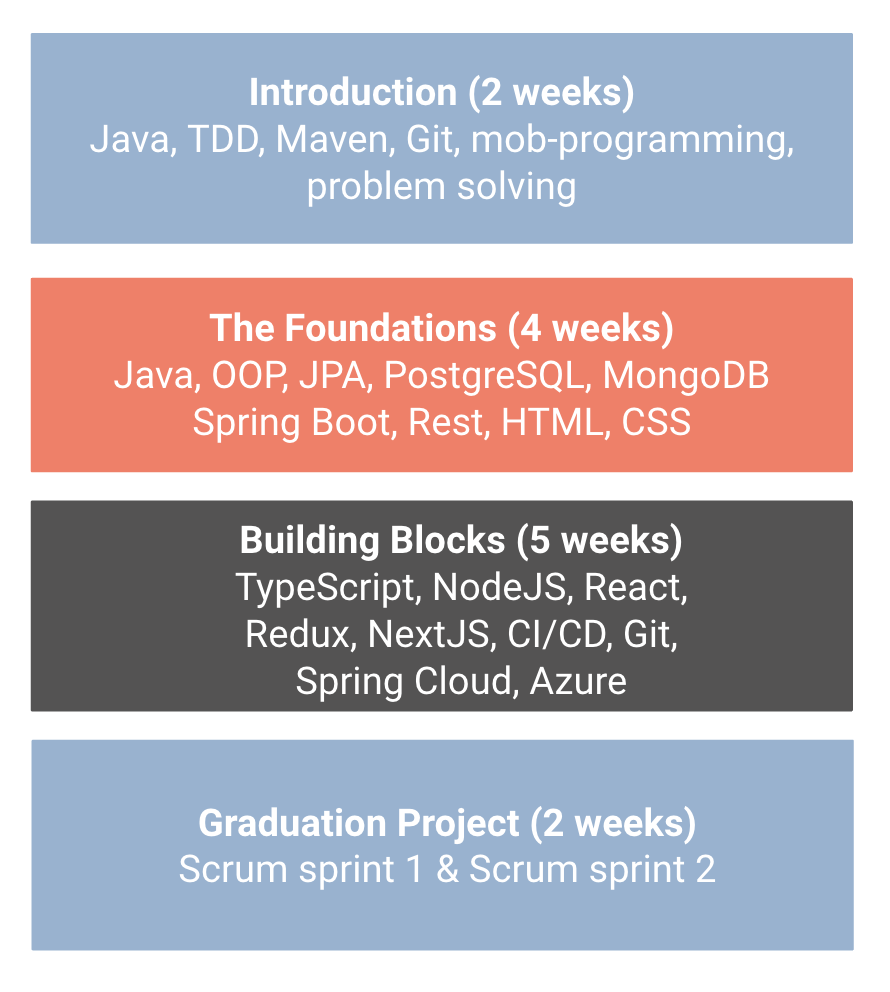 Introduction (2 weeks)
Java, TDD, Maven, Git, mob-programming,
problem solving
The Foundations (4 weeks)
Java, OOP, JPA, PostgreSQL, MongoDB
Spring Boot, Rest, HTML, CSS
Building Blocks (5 weeks)
TypeScript, NodeJS, React,
Redux, NextJS, CI/CD, Git,
Spring Cloud, Azure
Graduation Project (2 weeks)
Scrum sprint 1 & Scrum sprint 2